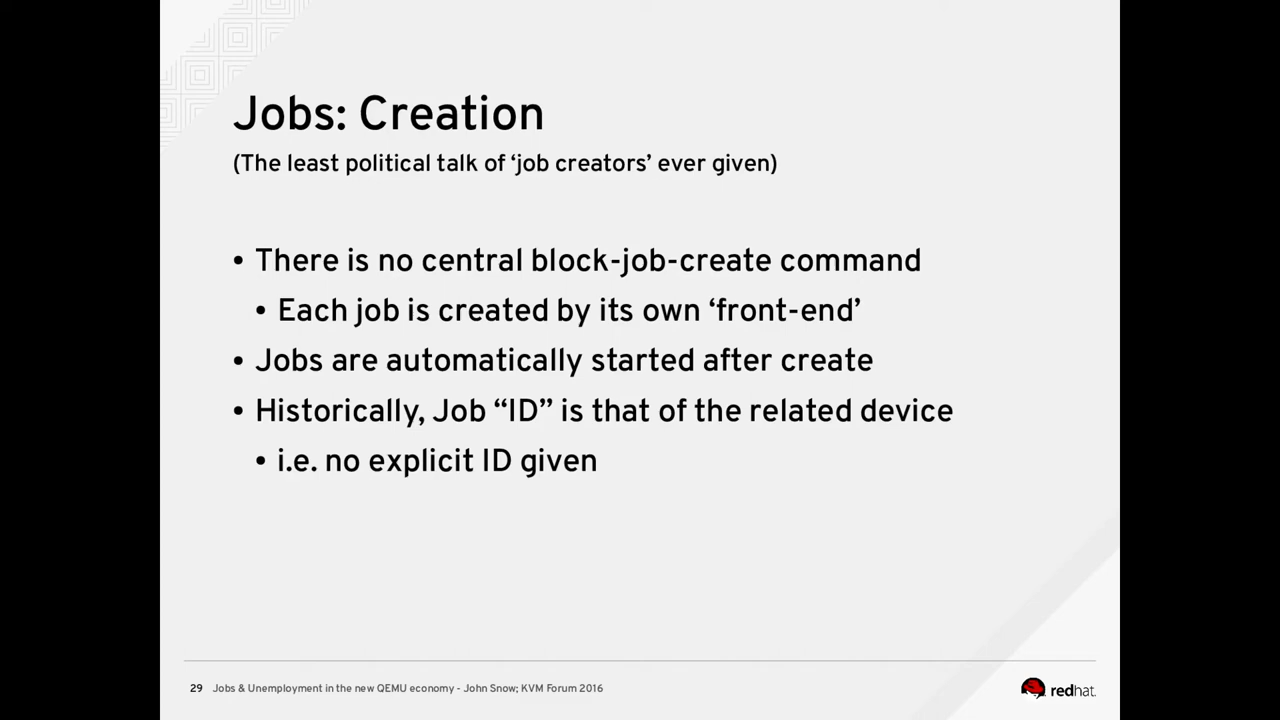 Jobs: Creation
(The least political talk of ‘job creators’ ever given)
• There is no central block-job-create command
• Each job is created by its own ‘front-end’
• Jobs are automatically started after create
• Historically, Job “ID” is that of the related device
• i.e. no explicit ID given
29 Jobs & Unemployment in the new QEMU economy - John Snow; KVM Forum 2016
redhat.